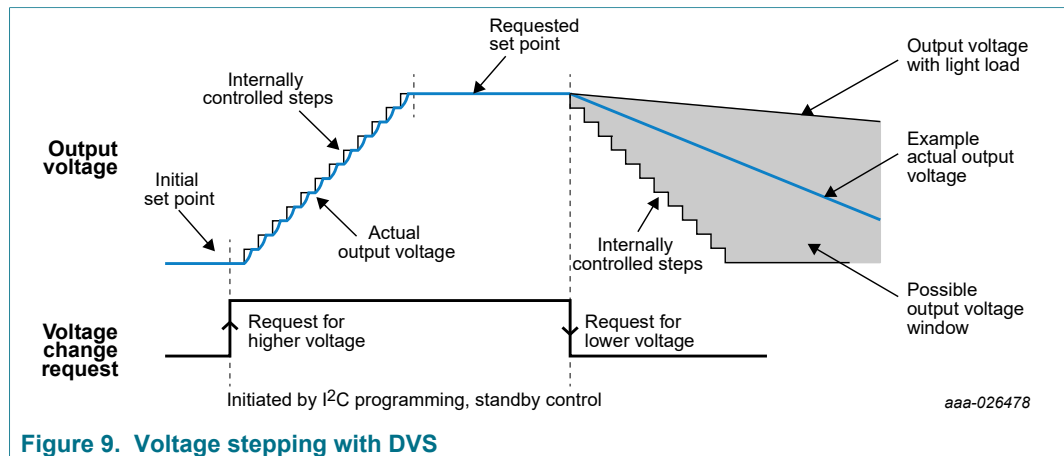 Requested
set point
Output voltage
with light load
Internally
controlled steps
Output
voltage
Example
actual output
voltage
Initial
set point
Actual
output voltage
Internally
controlled steps
Possible
output voltage
window
Voltage
change
request
Request for
higher voltage
Request for
lower voltage
Initiated by I2C programming, standby control
aaa-026478
Figure 9. Voltage stepping with DVS